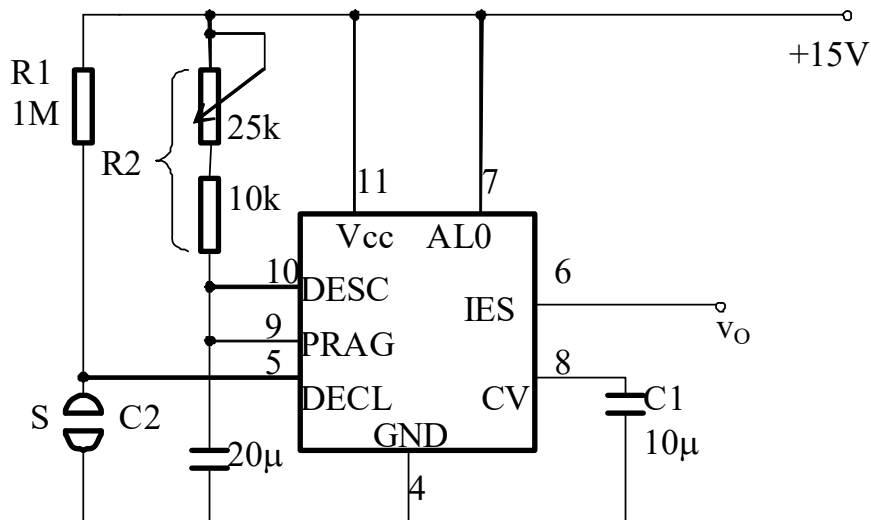 +15V
R1
1M
25k
R2
10k
11
7
Vcc
AL0
10
DESC
6
IES
vO
9
PRAG
5
DECL
8
CV
S
C2
C1
GND
20μ
10μ
4